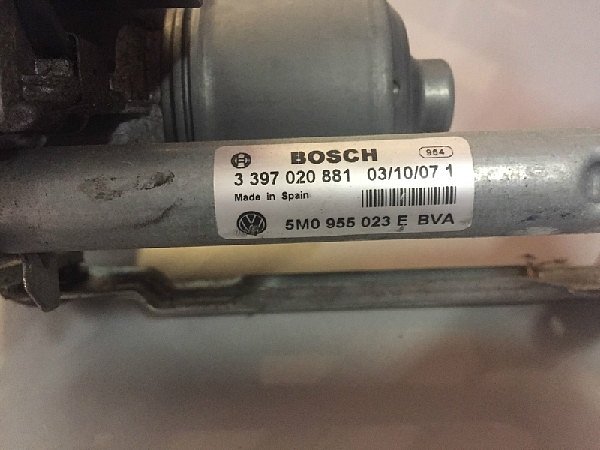 BOSCH 964
3 397 020 881 03/10/07 1
Made in Spain
5M0 955 023 E BVA